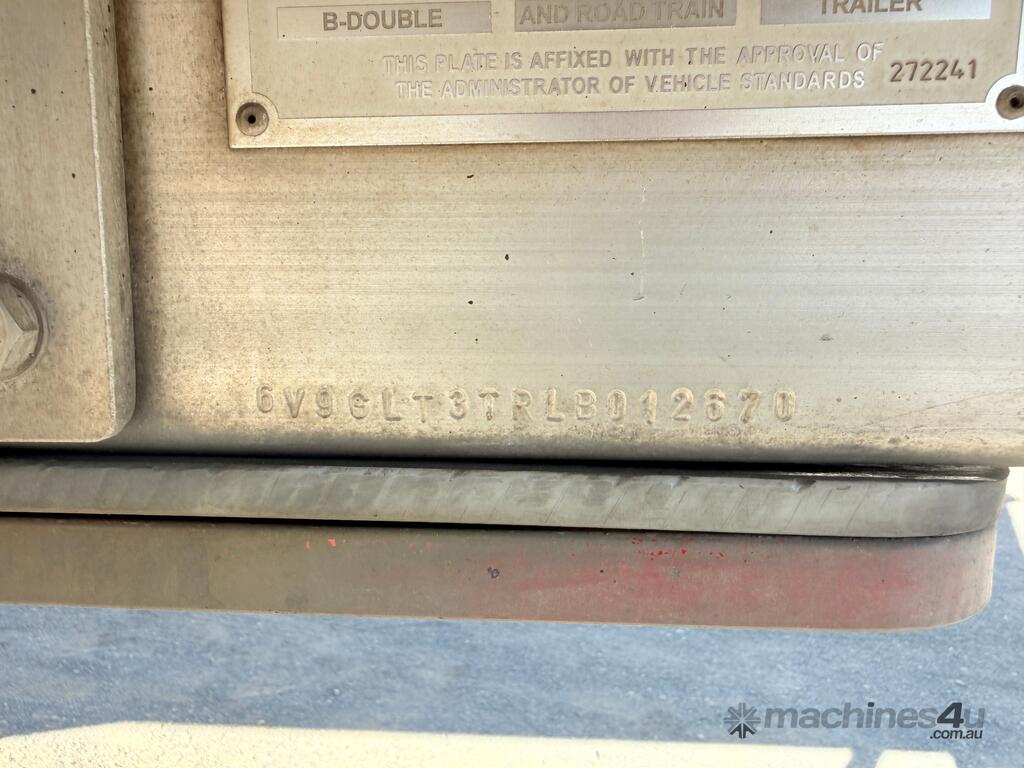 B-DOUBLE
AND ROAD TRAIN
TRAILER
THIS PLATE IS AFFIXED WITH THE APPROVAL OF
THE ADMINISTRATOR OF VEHICLE STANDARDS 272241
6V9GLT3TRLB012670
machines4u
.com.au